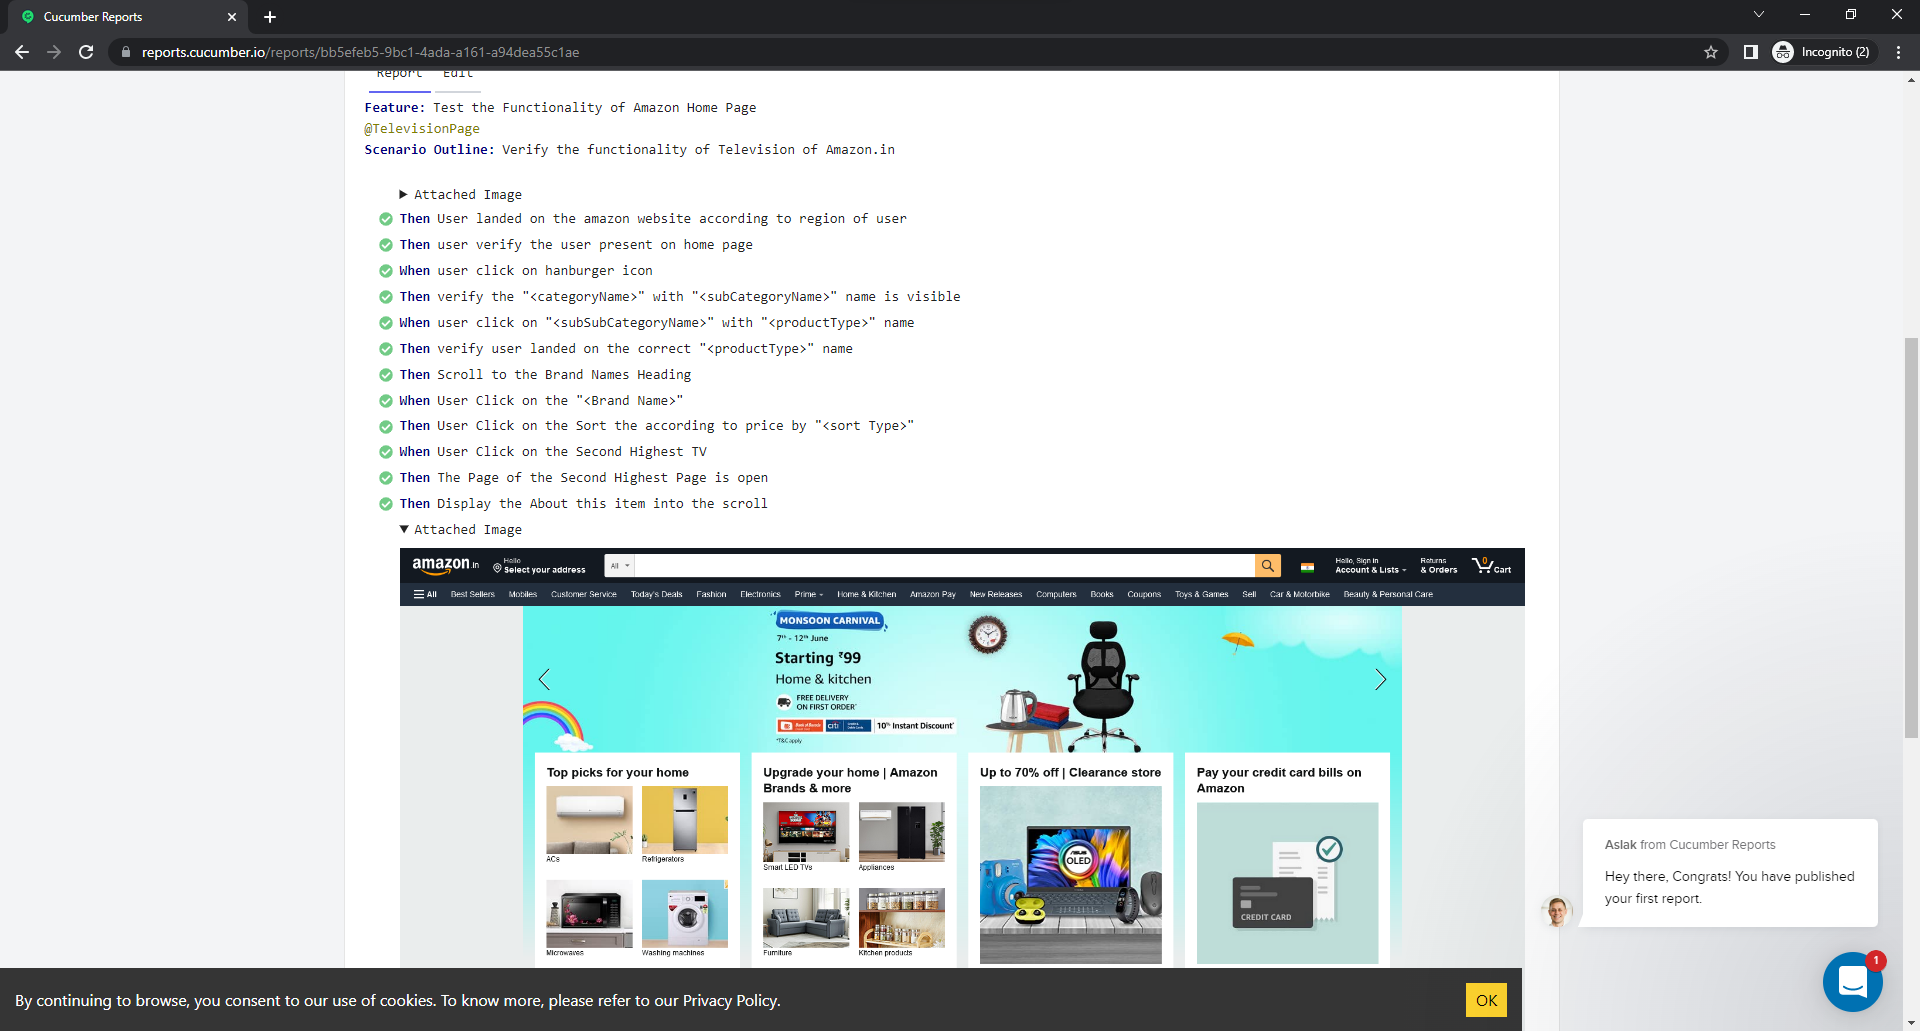 Cucumber Reports
reports.cucumber.io/reports/bb5efeb5-9bc1-4ada-a161-a94dea55c1ae
Incognito (2)
Report Edit
Feature: Test the Functionality of Amazon Home Page
@TelevisionPage
Scenario Outline: Verify the functionality of Television of Amazon.in
Attached Image
Then User landed on the amazon website according to region of user
Then user verify the user present on home page
When user click on hanburger icon
Then verify the "<categoryName>" with "<subCategoryName>" name is visible
When user click on "<subSubCategoryName>" with "<productType>" name
Then verify user landed on the correct "<productType>" name
Then Scroll to the Brand Names Heading
When User Click on the "<Brand Name>"
Then User Click on the Sort the according to price by "<sort Type>"
When User Click on the Second Highest TV
Then The Page of the Second Highest Page is open
Then Display the About this item into the scroll
Attached Image
amazon.in
Hello
Select your address
All
Hello, Sign in
Account & Lists
Returns
& Orders
0
Cart
All Best Sellers Mobiles Customer Service Today's Deals Fashion Electronics Prime Home & Kitchen Amazon Pay New Releases Computers Books Coupons Toys & Games Sell Car & Motorbike Beauty & Personal Care
MONSOON CARNIVAL
7th - 12th June
Starting ₹99
Home & kitchen
FREE DELIVERY
ON FIRST ORDER*
citi
10% Instant Discount*
*T&C apply
Top picks for your home
ACs
Refrigerators
Microwaves
Washing machines
Upgrade your home | Amazon
Brands & more
Smart LED TVs
Appliances
Furniture
Kitchen products
Up to 70% off | Clearance store
ASUS
OLED
Pay your credit card bills on
Amazon
CREDIT CARD
Aslak from Cucumber Reports
Hey there, Congrats! You have published
your first report.
1
By continuing to browse, you consent to our use of cookies. To know more, please refer to our Privacy Policy.
OK